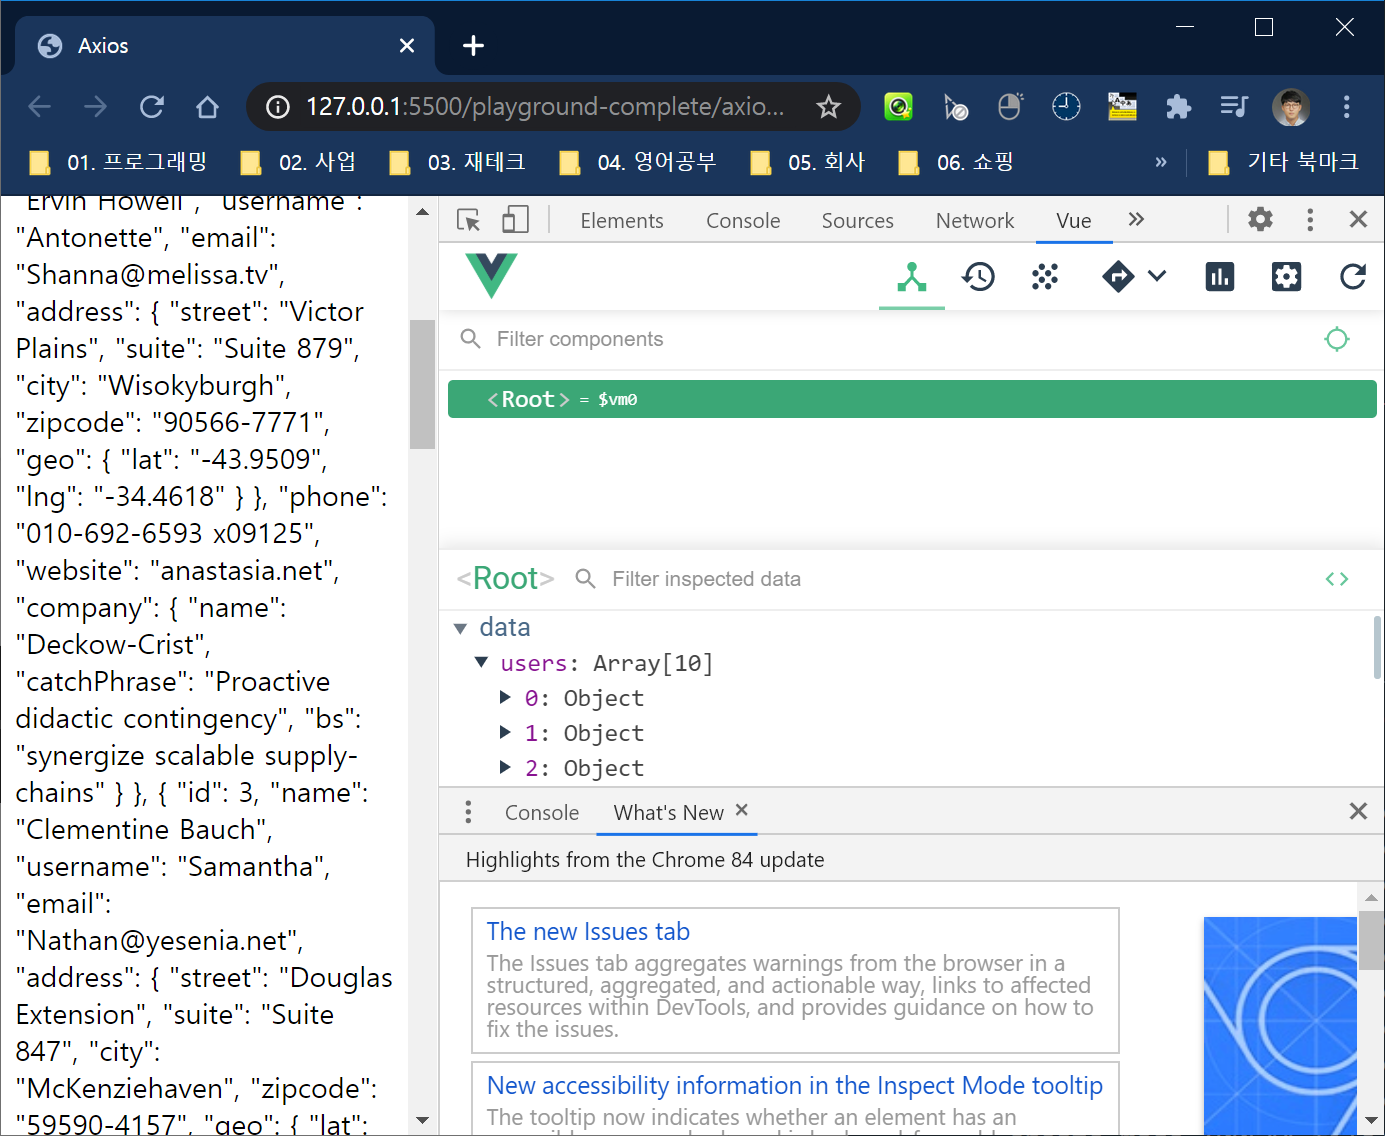 Axios
127.0.0.1:5500/playground-complete/axio...
01. 프로그래밍
02. 사업
03. 재테크
04. 영어공부
05. 회사
06. 쇼핑
»
기타 북마크
"Ervin Howell", "username":
"Antonette", "email":
"Shanna@melissa.tv",
"address": { "street": "Victor
Plains", "suite": "Suite 879",
"city": "Wisokyburgh",
"zipcode": "90566-7771",
"geo": { "lat": "-43.9509",
"lng": "-34.4618" } }, "phone":
"010-692-6593 x09125",
"website": "anastasia.net",
"company": { "name":
"Deckow-Crist",
"catchPhrase": "Proactive
didactic contingency", "bs":
"synergize scalable supply-
chains" } }, { "id": 3, "name":
"Clementine Bauch",
"username": "Samantha",
"email":
"Nathan@yesenia.net",
"address": { "street": "Douglas
Extension", "suite": "Suite
847", "city":
"McKenziehaven", "zipcode":
"59590-4157", "geo": { "lat":
Elements
Console
Sources
Network
Vue
»
Filter components
<Root> = $vm0
<Root>
Filter inspected data
data
users: Array[10]
0: Object
1: Object
2: Object
Console
What's New
Highlights from the Chrome 84 update
The new Issues tab
The Issues tab aggregates warnings from the browser in a
structured, aggregated, and actionable way, links to affected
resources within DevTools, and provides guidance on how to
fix the issues.
New accessibility information in the Inspect Mode tooltip
The tooltip now indicates whether an element has an